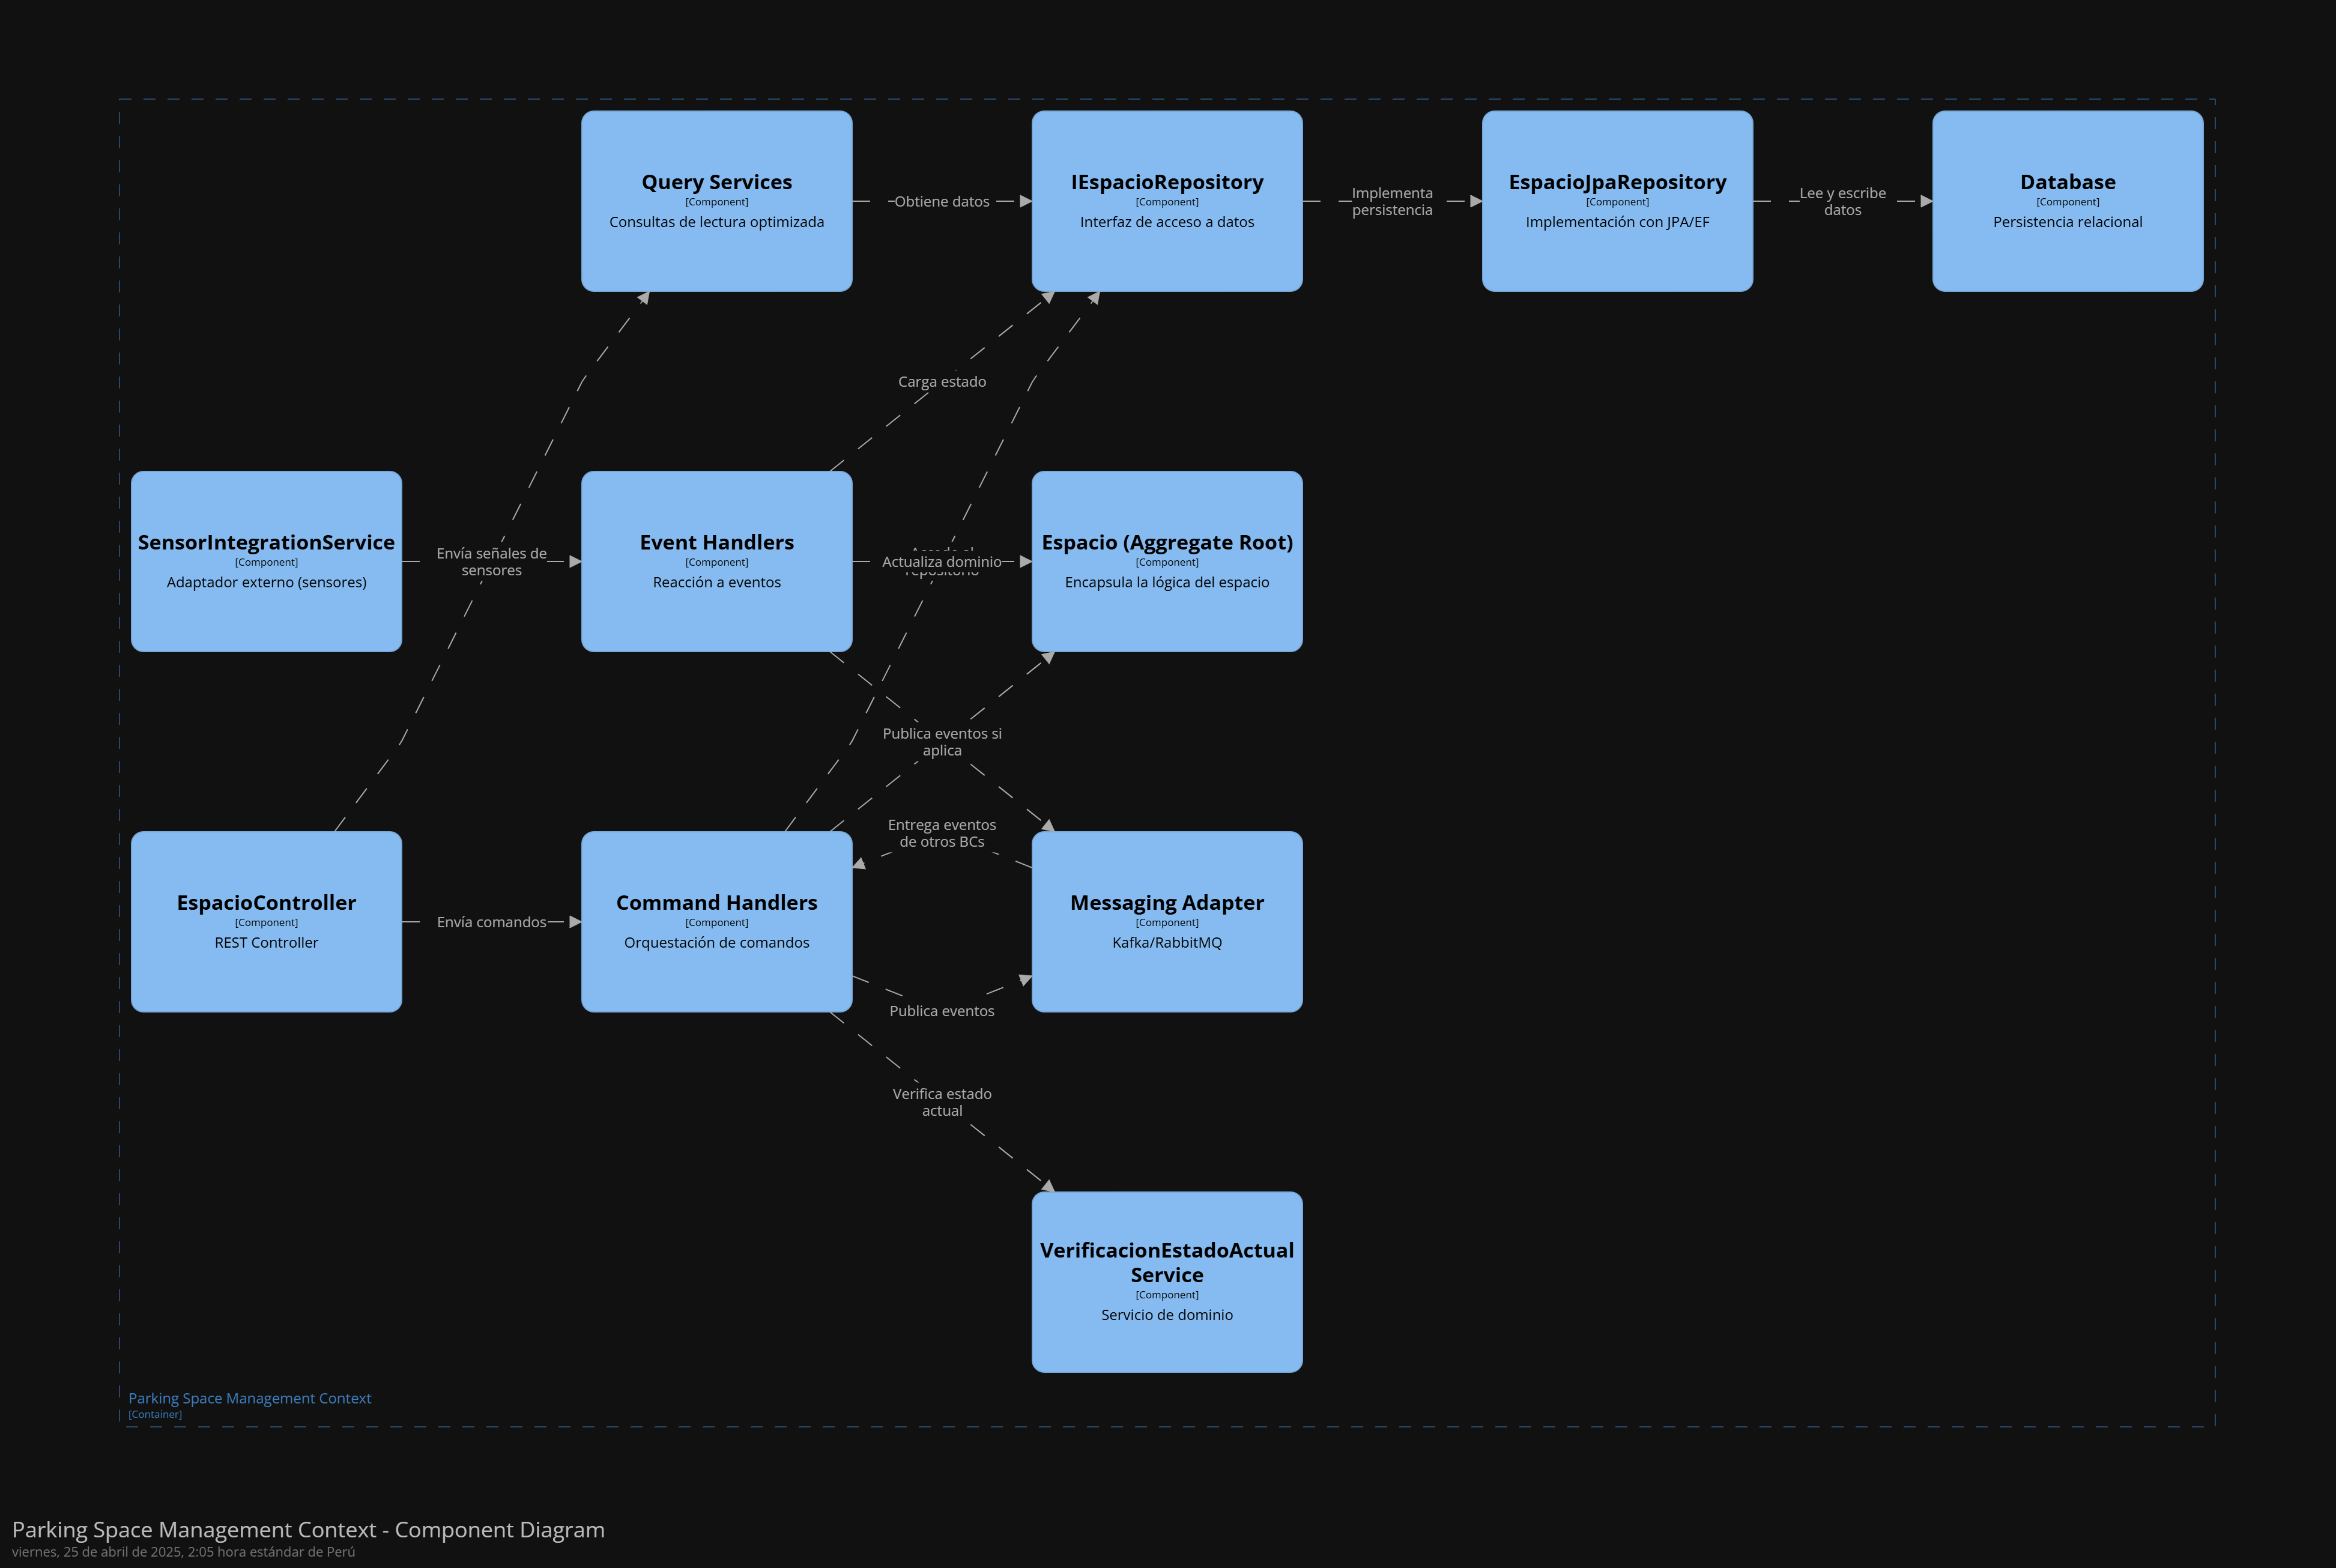 Query Services
[Component]
Consultas de lectura optimizada
Obtiene datos
IEspacioRepository
[Component]
Interfaz de acceso a datos
Implementa
persistencia
EspacioJpaRepository
[Component]
Implementación con JPA/EF
Lee y escribe
datos
Database
[Component]
Persistencia relacional
Carga estado
SensorIntegrationService
[Component]
Adaptador externo (sensores)
Envía señales de
sensores
Event Handlers
[Component]
Reacción a eventos
Actualiza dominio
Espacio (Aggregate Root)
[Component]
Encapsula la lógica del espacio
Publica eventos si
aplica
Entrega eventos
de otros BCs
EspacioController
[Component]
REST Controller
Envía comandos
Command Handlers
[Component]
Orquestación de comandos
Messaging Adapter
[Component]
Kafka/RabbitMQ
Publica eventos
Verifica estado
actual
VerificacionEstadoActual
Service
[Component]
Servicio de dominio
Parking Space Management Context
[Container]
Parking Space Management Context - Component Diagram
viernes, 25 de abril de 2025, 2:05 hora estándar de Perú